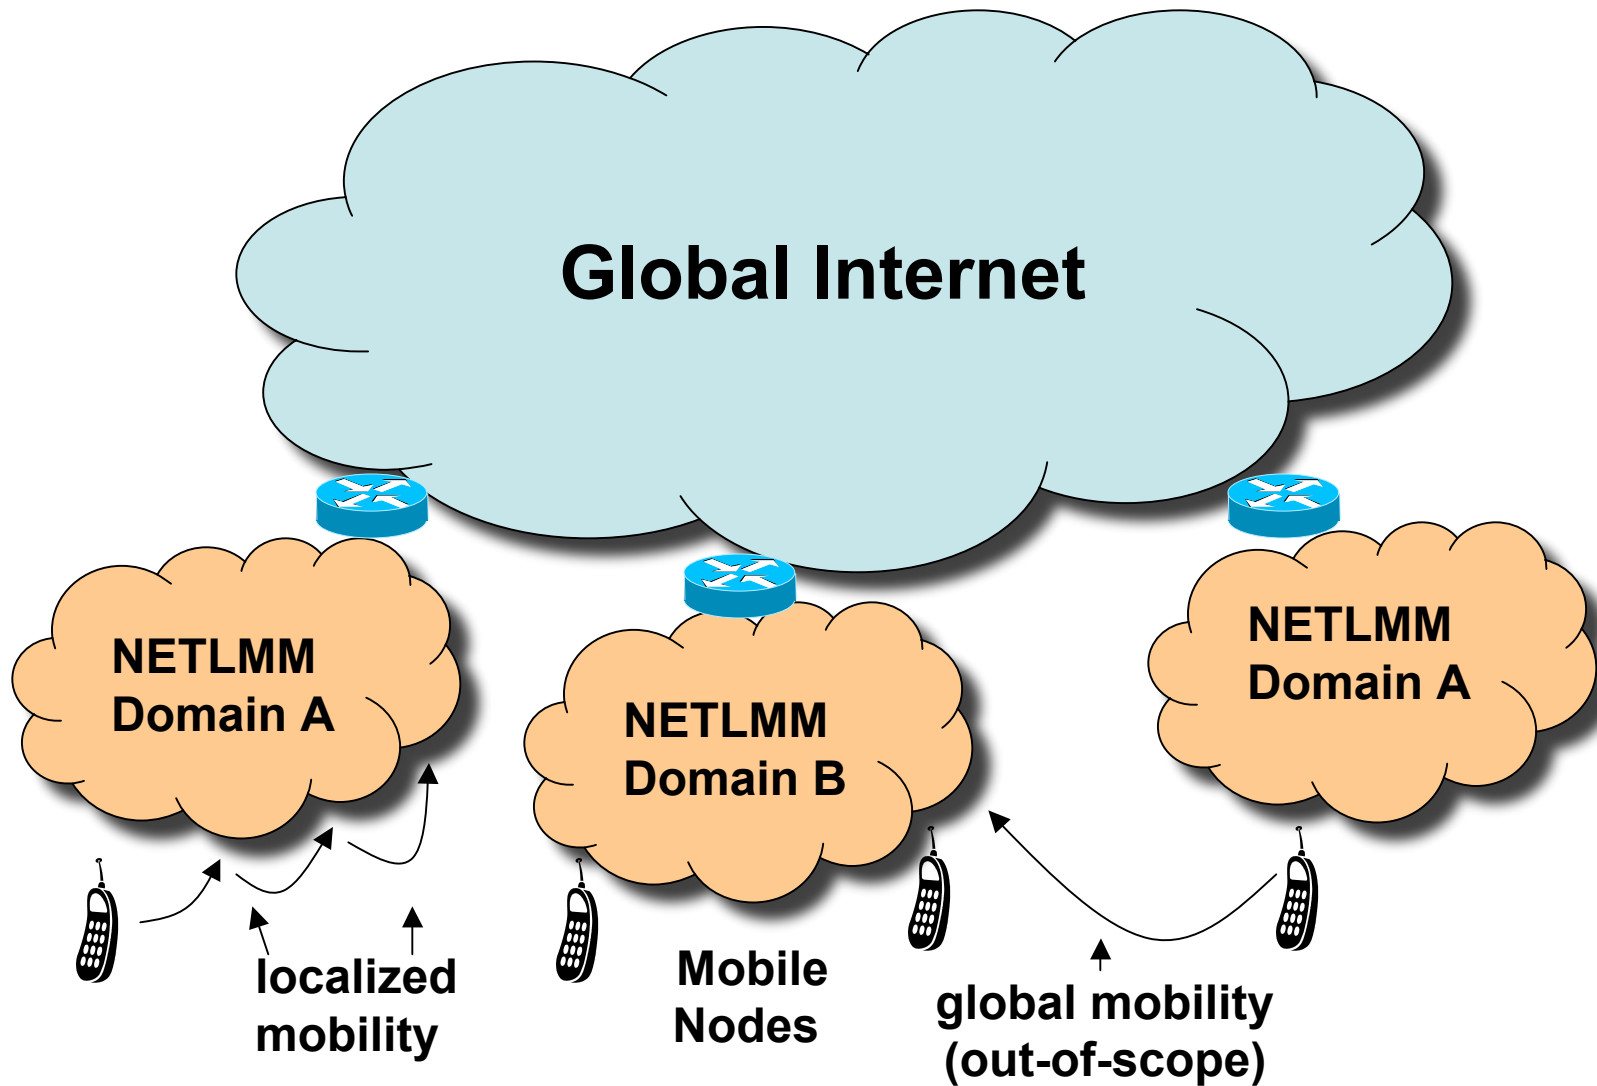 Global Internet
NETLMM
Domain A
NETLMM
Domain B
NETLMM
Domain A
localized
mobility
Mobile
Nodes
global mobility
(out-of-scope)